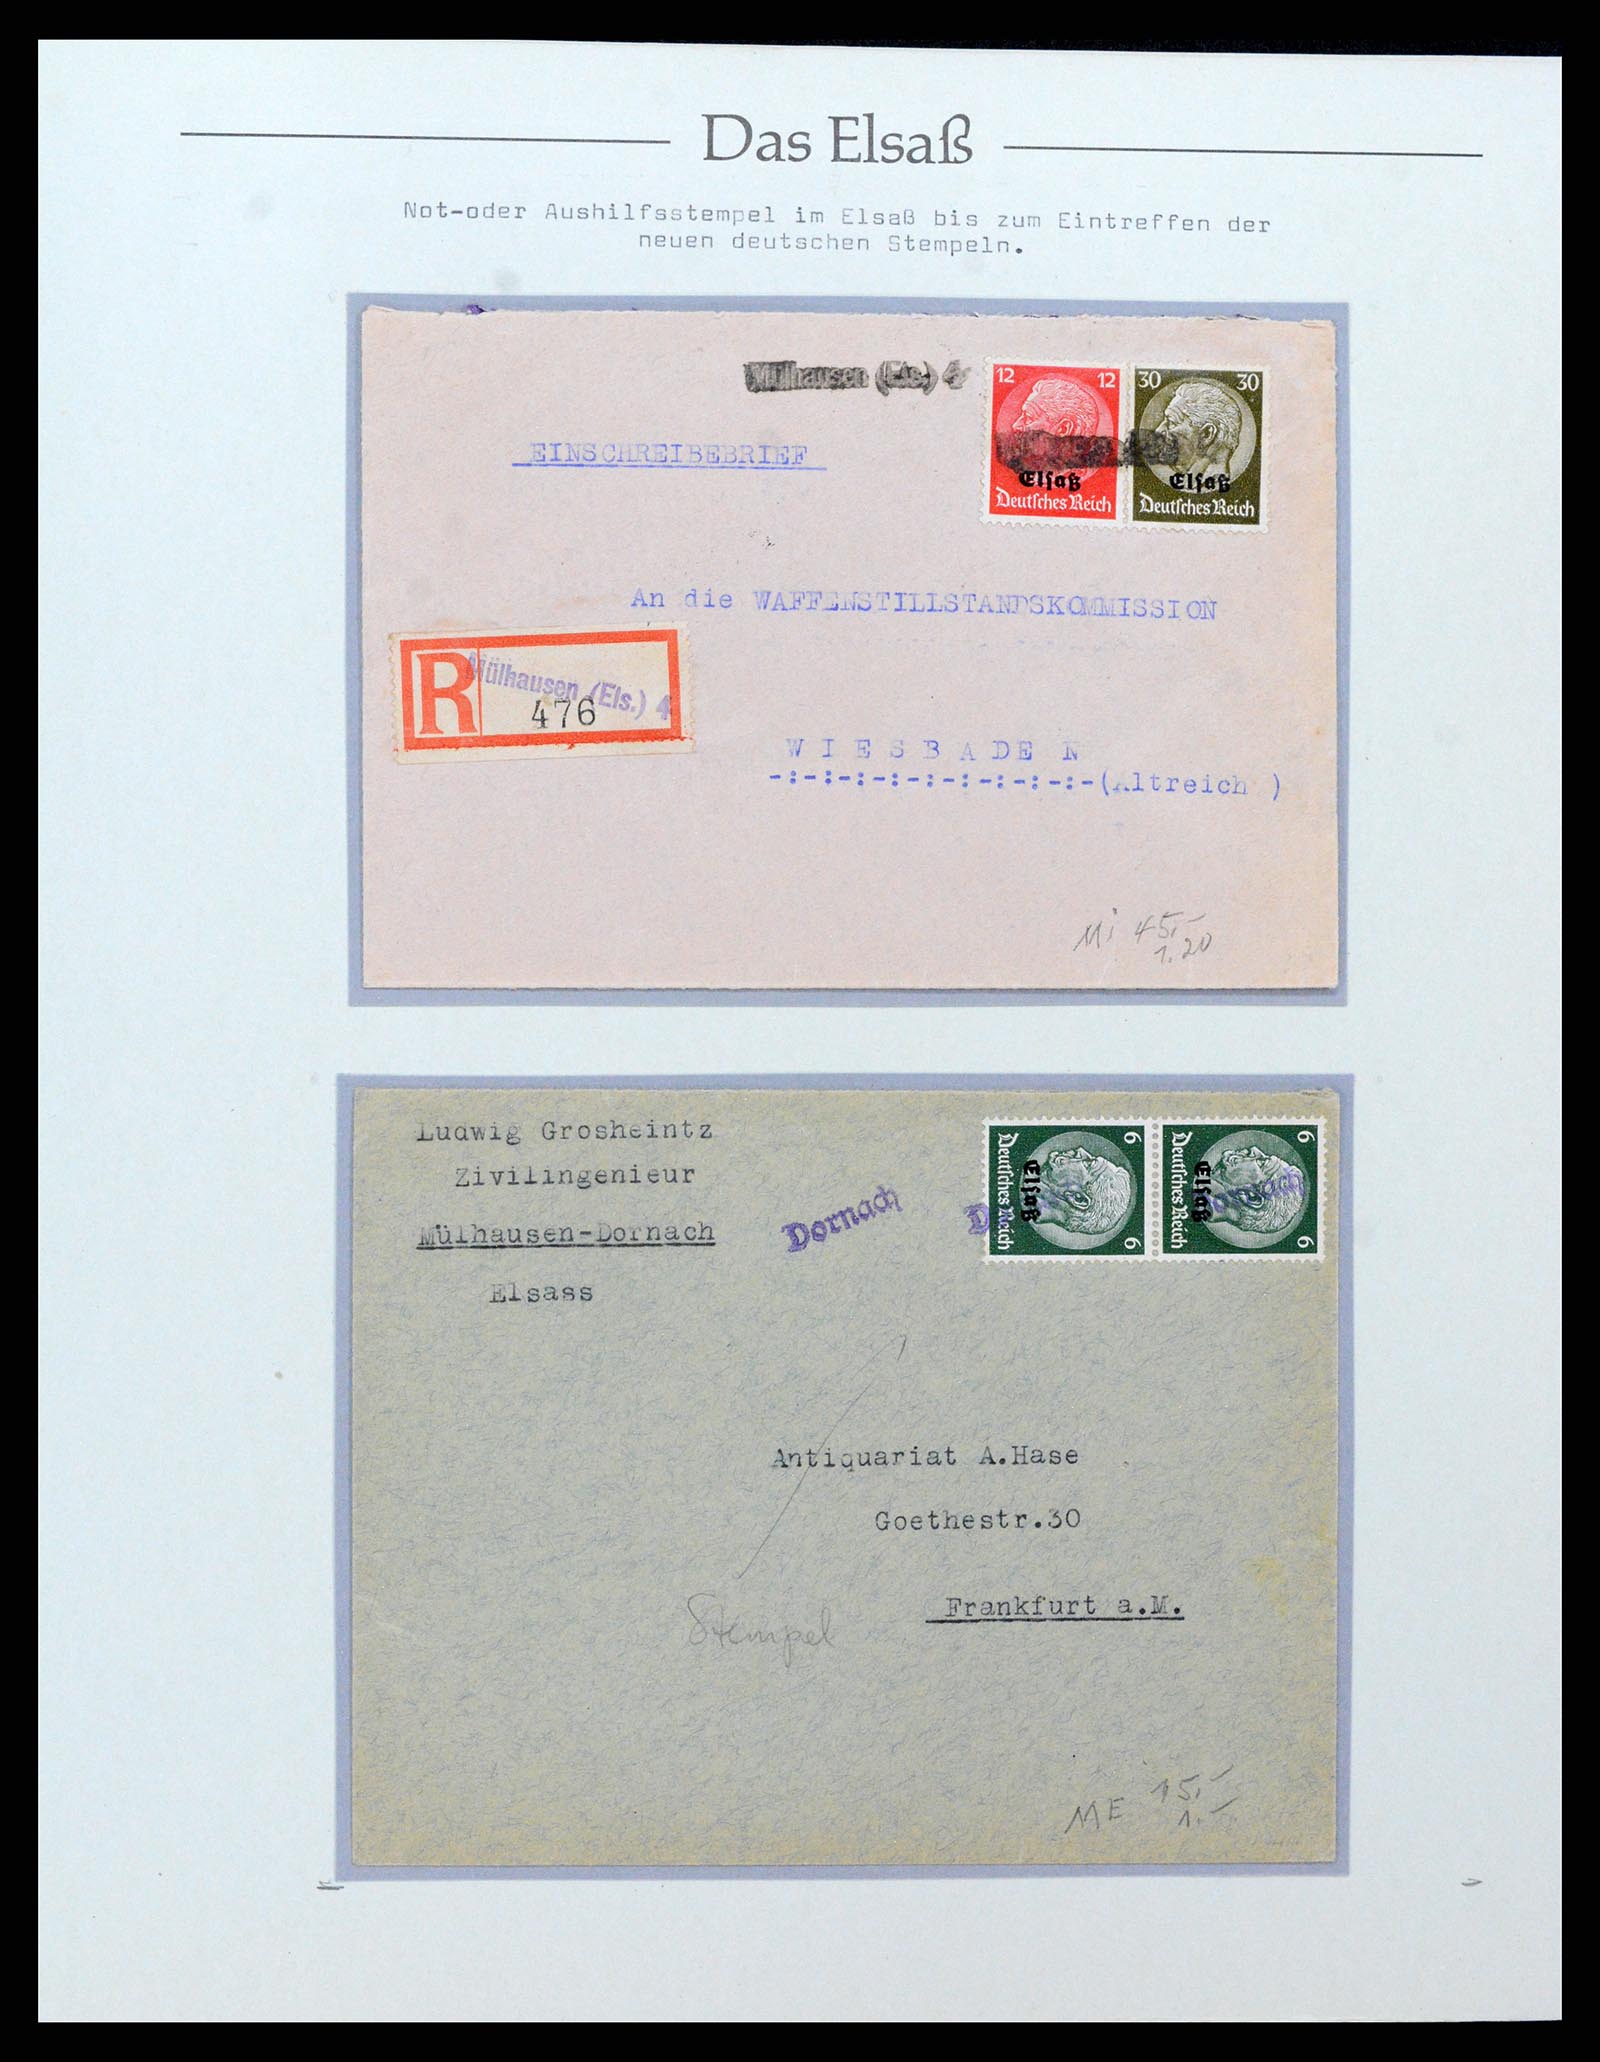 Das Elsaß
Not-oder Aushilfsstempel im Elsaß bis zum Eintreffen der
neuen deutschen Stempeln.
Mülhausen (Els.) 4
12 12
30 30
Elsaß
Deutsches Reich
Elsaß
Deutsches Reich
EINSCHREIBEBRIEF
An die WAFFENSTILLSTANDSKOMMISSION
R
Mülhausen (Els.) 4
476
W I E S B A D E N
-:-:-:-:-:-:-:-:-:-(Altreich )
Mi 45,-
1.20
Ludwig Grosheintz
Zivilingenieur
Mülhausen-Dornach
Elsass
Dornach
6 6
Elsaß
Deutsches Reich
Dornach
6 6
Elsaß
Deutsches Reich
Antiquariat A.Hase
Goethestr.30
Frankfurt a.M.
Stempel
ME 15,-
1.-